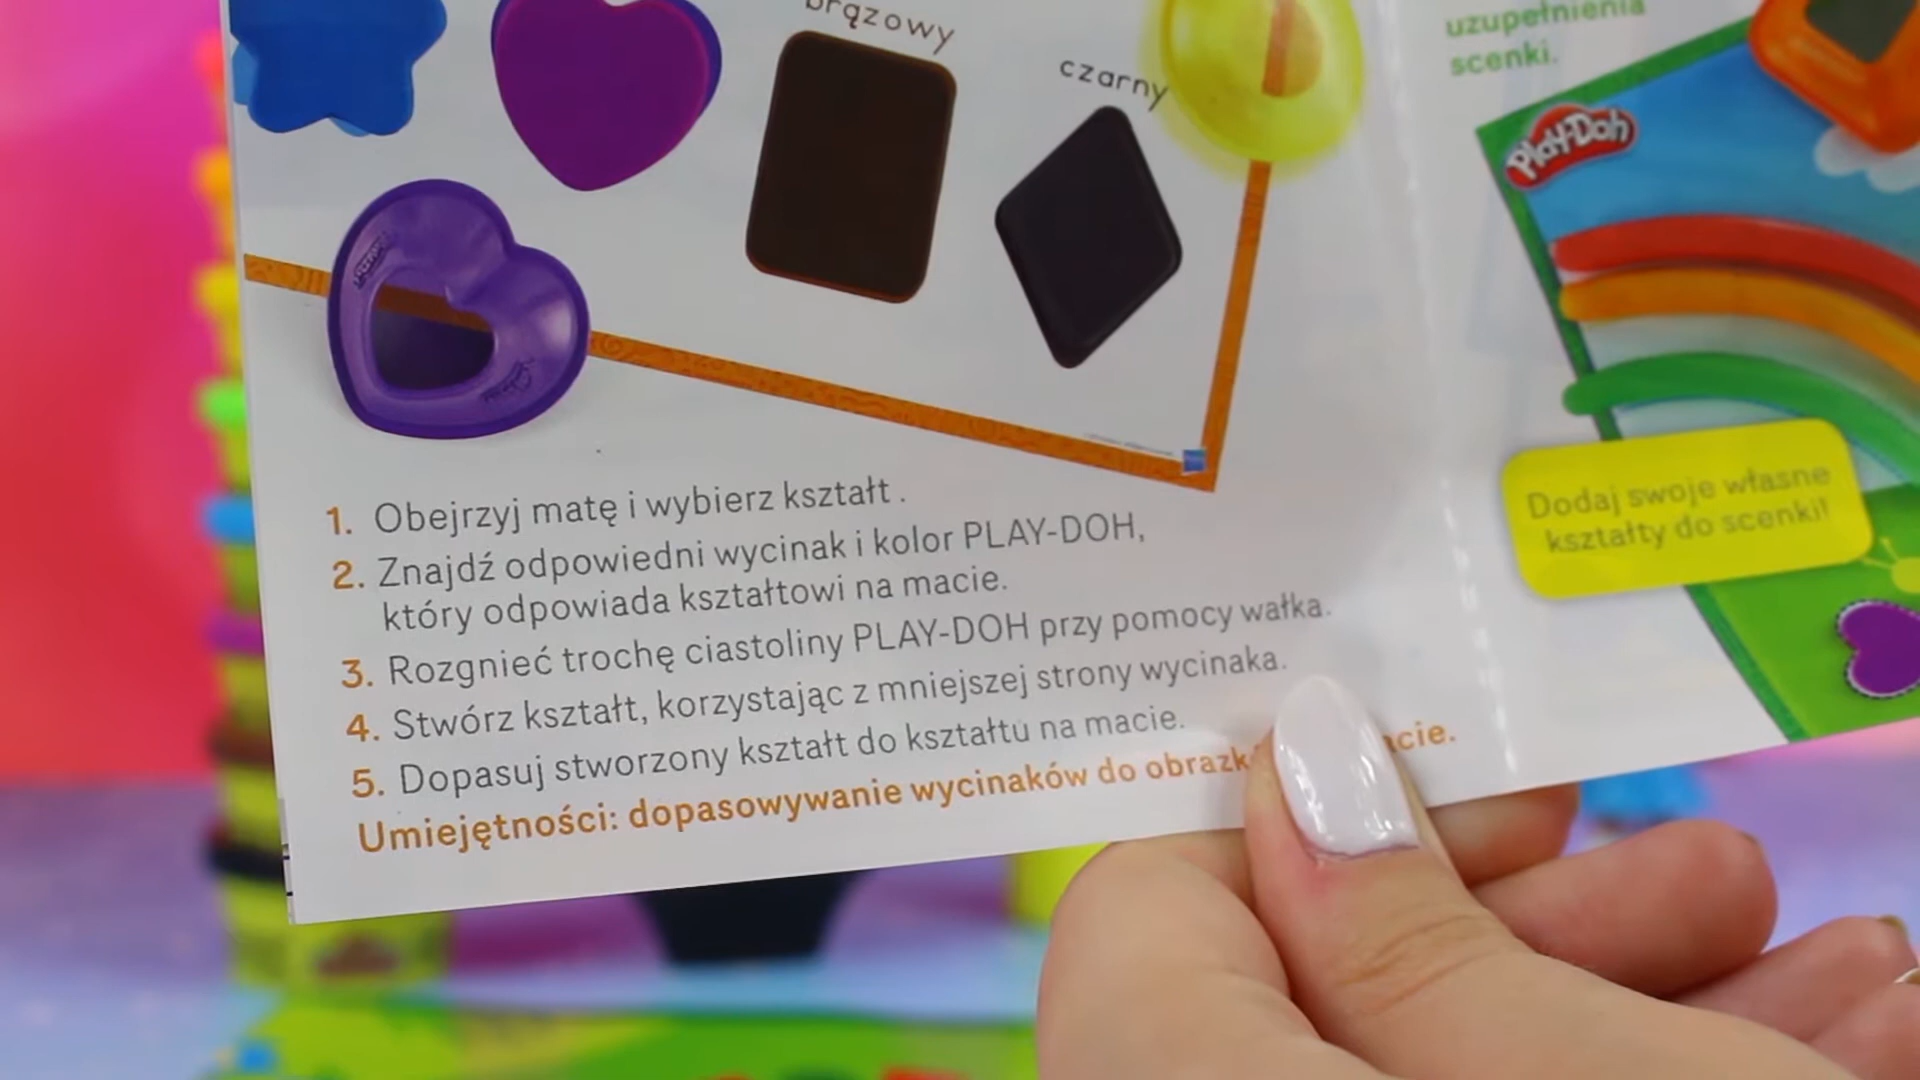 brązowy
czarny
1. Obejrzyj matę i wybierz kształt.
2. Znajdź odpowiedni wycinak i kolor PLAY-DOH,
który odpowiada kształtowi na macie.
3. Rozgnieć trochę ciastoliny PLAY-DOH przy pomocy wałka.
4. Stwórz kształt, korzystając z mniejszej strony wycinaka.
5. Dopasuj stworzony kształt do kształtu na macie.
Umiejętności: dopasowywanie wycinaków do
uzupełnienia
scenki.
Play-Doh
Dodaj swoje własne
kształty do scenki!